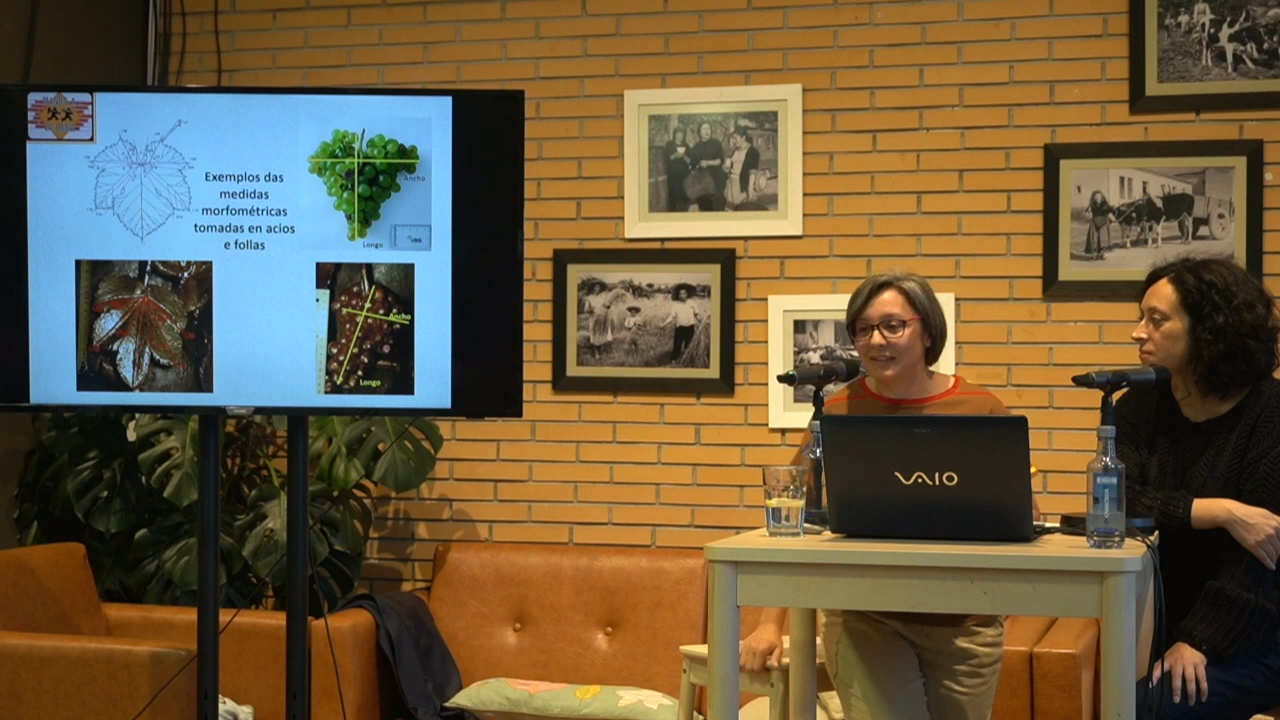 Exemplos das
medidas
morfométricas
tomadas en acios
e follas
Ancho
Longo
Ancho
Longo
VAIO